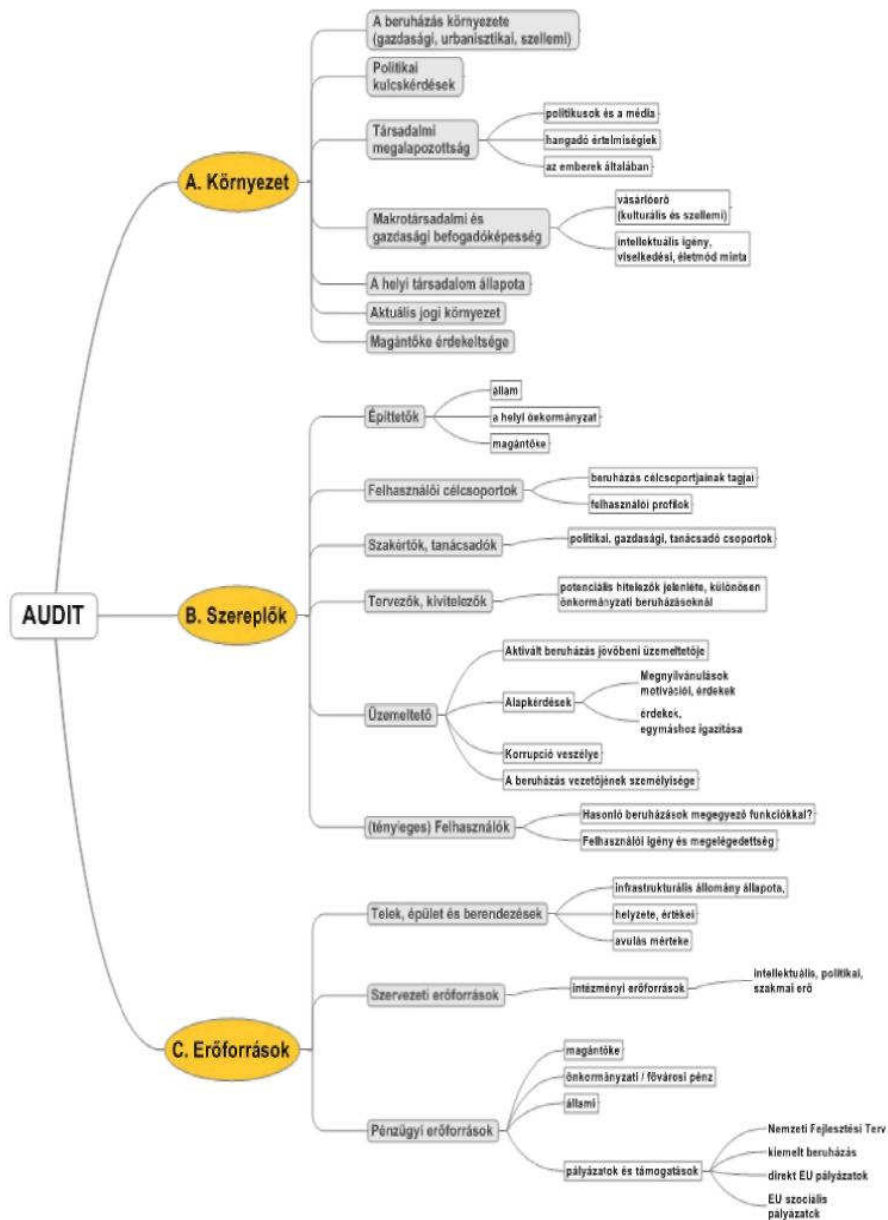 AUDIT
A. Környezet
A beruházás környezete
(gazdasági, urbanisztikai, szellemi)
Politikai
kulcskérdések
Társadalmi
megalapozottság
politikusok és a média
hangadó értelmiségiek
az emberek általában
Makrotársadalmi és
gazdasági befogadóképesség
vásárlóerő
(kulturális és szellemi)
intellektuális igény,
viselkedési, életmód minta
A helyi társadalom állapota
Aktuális jogi környezet
Magántőke érdekeltsége
B. Szereplők
Építtetők
állam
a helyi önkormányzat
magántőke
Felhasználói célcsoportok
beruházás célcsoportjainak tagjai
felhasználói profilok
Szakértők, tanácsadók
politikai, gazdasági, tanácsadó csoportok
Tervezők, kivitelezők
potenciális hitelezők jelenléte, különösen
önkormányzati beruházásoknál
Üzemeltető
Aktivált beruházás jövőbeni üzemeltetője
Alapkérdések
Megnyilvánulások
motivációi, érdekek
érdekek,
egymáshoz igazítása
Korrupció veszélye
A beruházás vezetőjének személyisége
(tényleges) Felhasználók
Hasonló beruházások megegyező funkciókkal?
Felhasználói igény és megelégedettség
C. Erőforrások
Telek, épület és berendezések
infrastrukturális állomány állapota,
helyzete, értékei
avulás mértéke
Szervezeti erőforrások
intézményi erőforrások
intellektuális, politikai,
szakmai erő
Pénzügyi erőforrások
magántőke
önkormányzati / fővárosi pénz
állami
pályázatok és támogatások
Nemzeti Fejlesztési Terv
kiemelt beruházás
direkt EU pályázatok
EU szociális
pályázatok